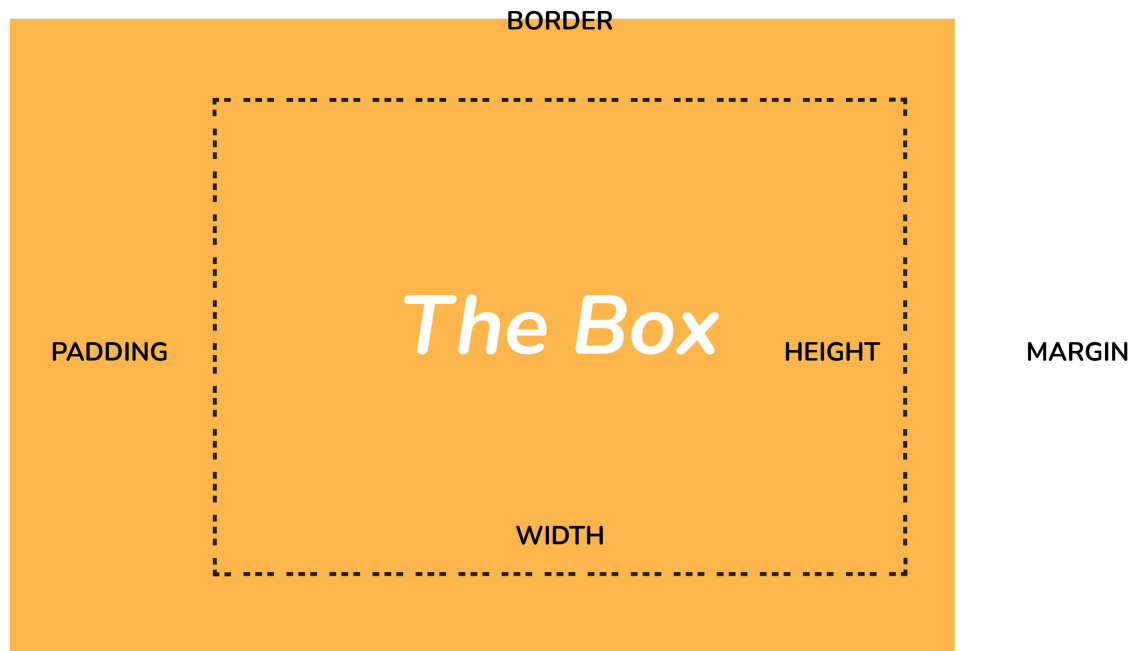 BORDER
The Box
PADDING
HEIGHT
MARGIN
WIDTH